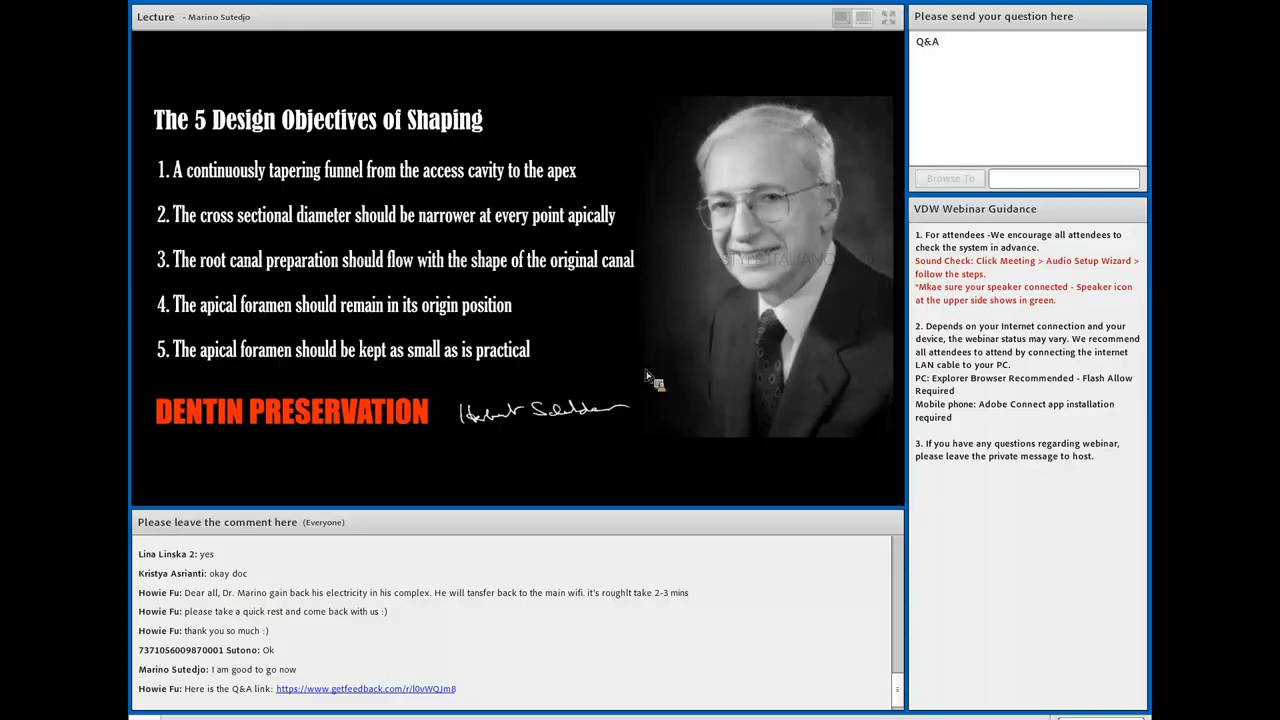 Lecture - Marino Sutedjo
The 5 Design Objectives of Shaping
1. A continuously tapering funnel from the access cavity to the apex
2. The cross sectional diameter should be narrower at every point apically
3. The root canal preparation should flow with the shape of the original canal
4. The apical foramen should remain in its origin position
5. The apical foramen should be kept as small as is practical
DENTIN PRESERVATION
Please leave the comment here (Everyone)
Lina Linska 2: yes
Kristya Asrianti: okay doc
Howie Fu: Dear all, Dr. Marino gain back his electricity in his complex. He will tansfer back to the main wifi. it's roughlt take 2-3 mins
Howie Fu: please take a quick rest and come back with us :)
Howie Fu: thank you so much :)
7371056009870001 Sutono: Ok
Marino Sutedjo: I am good to go now
Howie Fu: Here is the Q&A link: https://www.getfeedback.com/r/l0vWQJm8
Please send your question here
Q&A
Browse To
VDW Webinar Guidance
1. For attendees -We encourage all attendees to
check the system in advance.
Sound Check: Click Meeting > Audio Setup Wizard >
follow the steps.
*Mkae sure your speaker connected - Speaker icon
at the upper side shows in green.
2. Depends on your Internet connection and your
device, the webinar status may vary. We recommend
all attendees to attend by connecting the internet
LAN cable to your PC.
PC: Explorer Browser Recommended - Flash Allow
Required
Mobile phone: Adobe Connect app installation
required
3. If you have any questions regarding webinar,
please leave the private message to host.